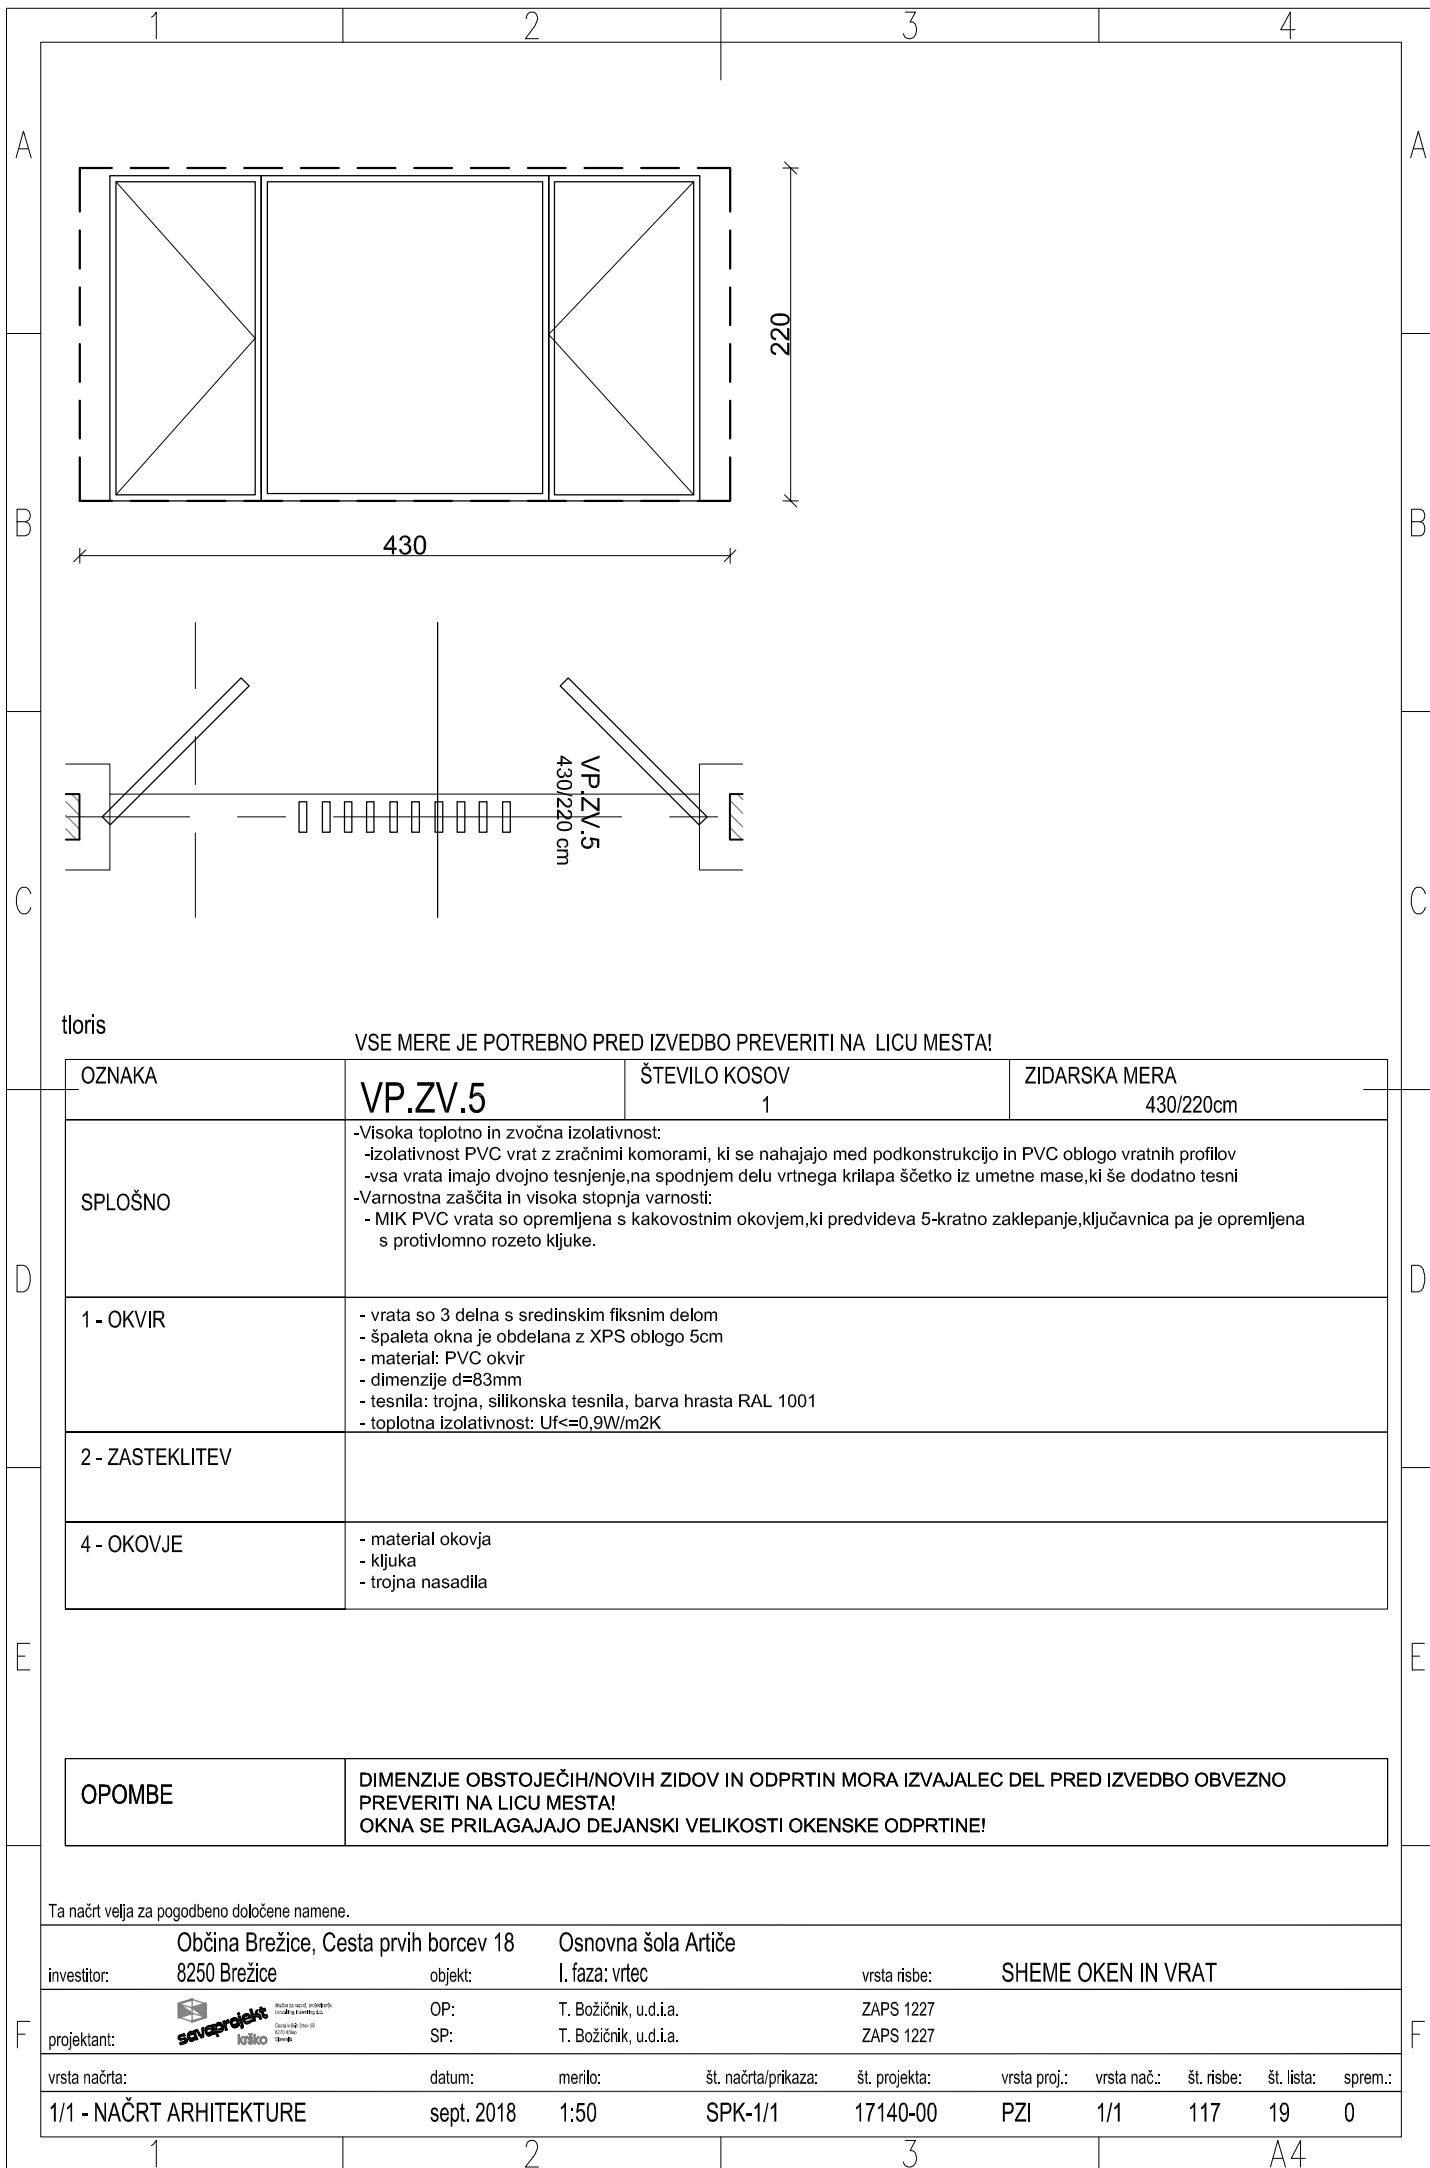 1 2 3 4
A A
220
B B
430
VP.ZV.5
430/220 cm
C C
tloris
VSE MERE JE POTREBNO PRED IZVEDBO PREVERITI NA LICU MESTA!
OZNAKA VP.ZV.5 ŠTEVILO KOSOV ZIDARSKA MERA
1 430/220cm
-Visoka toplotno in zvočna izolativnost:
-izolativnost PVC vrat z zračnimi komorami, ki se nahajajo med podkonstrukcijo in PVC oblogo vratnih profilov
-vsa vrata imajo dvojno tesnjenje,na spodnjem delu vrtnega krilapa ščetko iz umetne mase,ki še dodatno tesni
SPLOŠNO
-Varnostna zaščita in visoka stopnja varnosti:
- MIK PVC vrata so opremljena s kakovostnim okovjem,ki predvideva 5-kratno zaklepanje,ključavnica pa je opremljena
s protivlomno rozeto kljuke.
D D
1 - OKVIR
- vrata so 3 delna s sredinskim fiksnim delom
- špaleta okna je obdelana z XPS oblogo 5cm
- material: PVC okvir
- dimenzije d=83mm
- tesnila: trojna, silikonska tesnila, barva hrasta RAL 1001
- toplotna izolativnost: Uf<=0,9W/m2K
2 - ZASTEKLITEV
4 - OKOVJE
- material okovja
- kljuka
- trojna nasadila
E E
OPOMBE
DIMENZIJE OBSTOJEČIH/NOVIH ZIDOV IN ODPRTIN MORA IZVAJALEC DEL PRED IZVEDBO OBVEZNO
PREVERITI NA LICU MESTA!
OKNA SE PRILAGAJAJO DEJANSKI VELIKOSTI OKENSKE ODPRTINE!
Ta načrt velja za pogodbeno določene namene.
Občina Brežice, Cesta prvih borcev 18 Osnovna šola Artiče
investitor: 8250 Brežice objekt: I. faza: vrtec vrsta risbe: SHEME OKEN IN VRAT
OP: T. Božičnik, u.d.i.a. ZAPS 1227
projektant: savaprojekt krško SP: T. Božičnik, u.d.i.a. ZAPS 1227
F F
vrsta načrta: datum: merilo: št. načrta/prikaza: št. projekta: vrsta proj.: vrsta nač.: št. risbe: št. lista: sprem.:
1/1 - NAČRT ARHITEKTURE sept. 2018 1:50 SPK-1/1 17140-00 PZI 1/1 117 19 0
1 2 3 A4